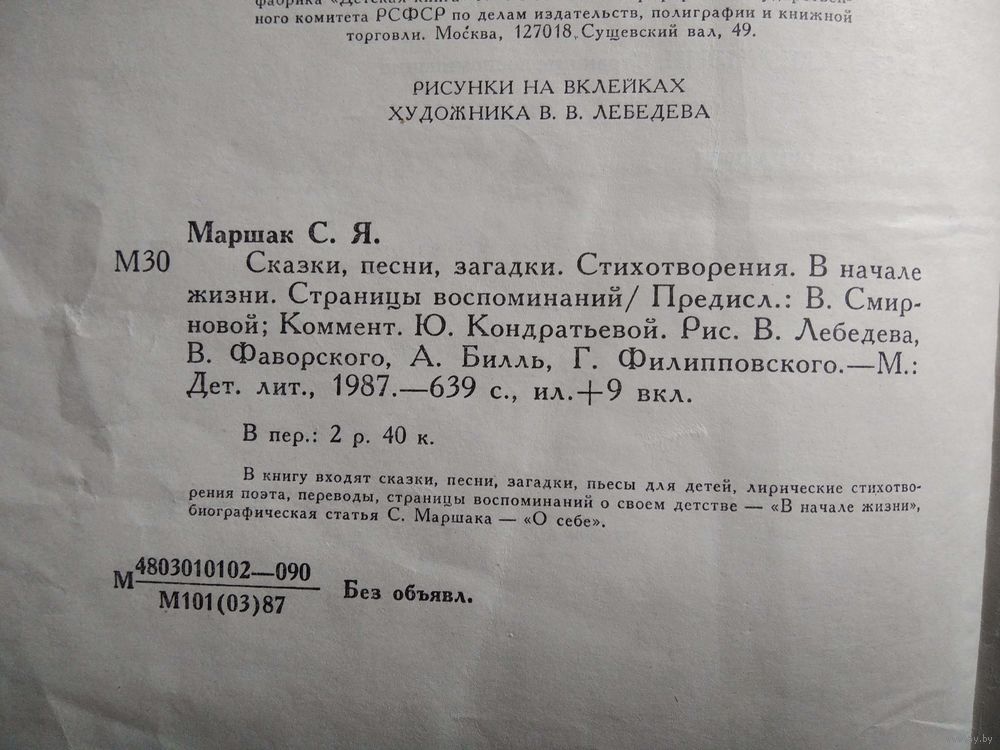 фабрика «Детская книга»
ного комитета РСФСР по делам издательств, полиграфии и книжной
торговли. Москва, 127018, Сущевский вал, 49.
РИСУНКИ НА ВКЛЕЙКАХ
ХУДОЖНИКА В. В. ЛЕБЕДЕВА
Маршак С. Я.
М30 Сказки, песни, загадки. Стихотворения. В начале
жизни. Страницы воспоминаний/ Предисл.: В. Смир-
новой; Коммент. Ю. Кондратьевой. Рис. В. Лебедева,
В. Фаворского, А. Билль, Г. Филипповского.—М.:
Дет. лит., 1987.—639 с., ил.+9 вкл.
В пер.: 2 р. 40 к.
В книгу входят сказки, песни, загадки, пьесы для детей, лирические стихотво-
рения поэта, переводы, страницы воспоминаний о своем детстве — «В начале жизни»,
биографическая статья С. Маршака — «О себе».
М 4803010102—090
М101(03)87
Без объявл.